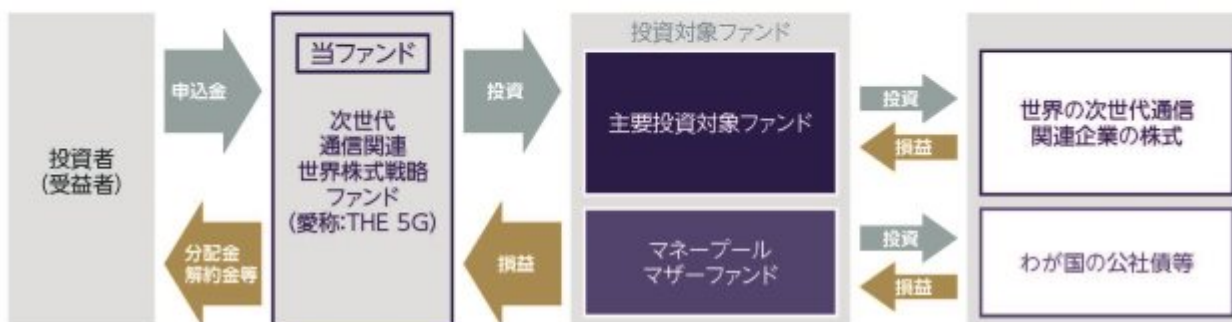 投資者
(受益者)
申込金
分配金
解約金等
当ファンド
次世代
通信関連
世界株式戦略
ファンド
(愛称:THE 5G)
投資
損益
投資対象ファンド
主要投資対象ファンド
マネープール
マザーファンド
投資
損益
投資
損益
世界の次世代通信
関連企業の株式
わが国の公社債等